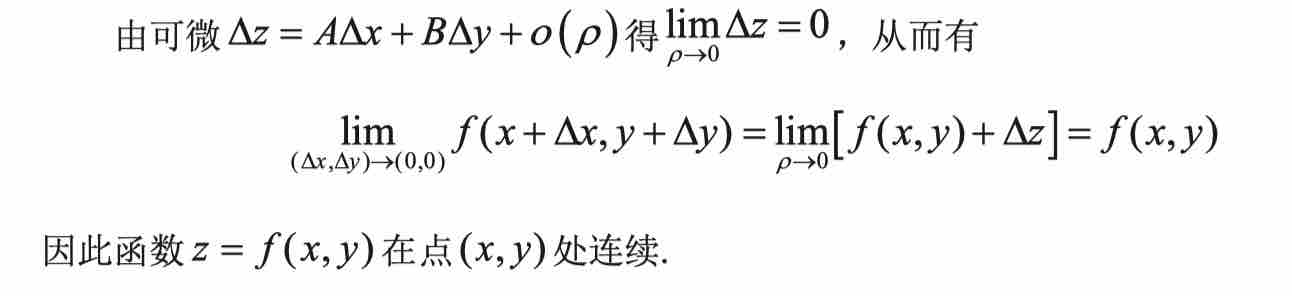 由可微 Δz = AΔx + BΔy + o(ρ) 得 lim_{ρ→0} Δz = 0，从而有
lim_{(Δx,Δy)→(0,0)} f(x + Δx, y + Δy) = lim_{ρ→0} [f(x, y) + Δz] = f(x, y)
因此函数 z = f(x, y) 在点 (x, y) 处连续.